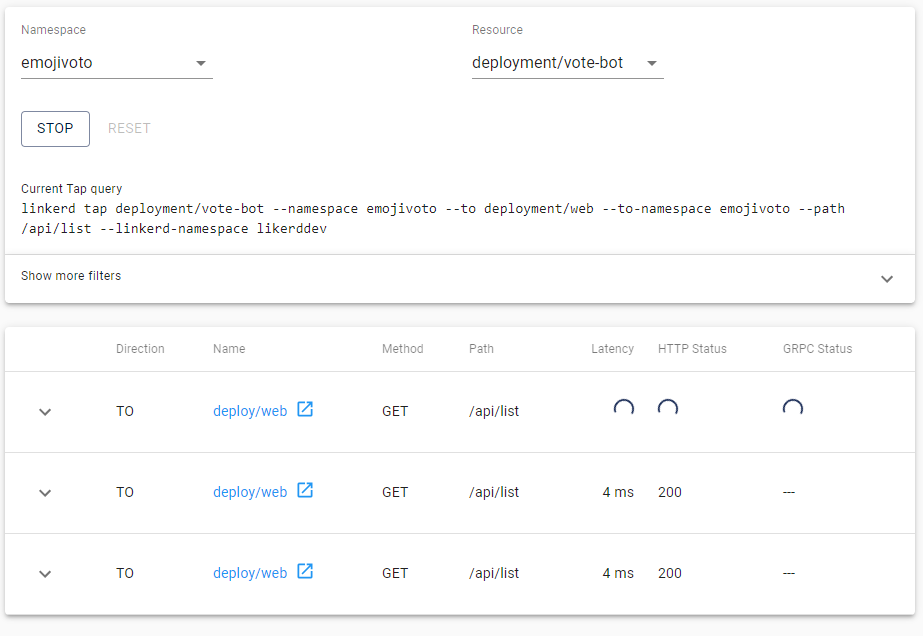 Namespace Resource
emojivoto deployment/vote-bot
STOP RESET
Current Tap query
linkerd tap deployment/vote-bot --namespace emojivoto --to deployment/web --to-namespace emojivoto --path
/api/list --linkerd-namespace likerddev
Show more filters
Direction Name Method Path Latency HTTP Status GRPC Status
TO deploy/web GET /api/list
TO deploy/web GET /api/list 4 ms 200 ---
TO deploy/web GET /api/list 4 ms 200 ---